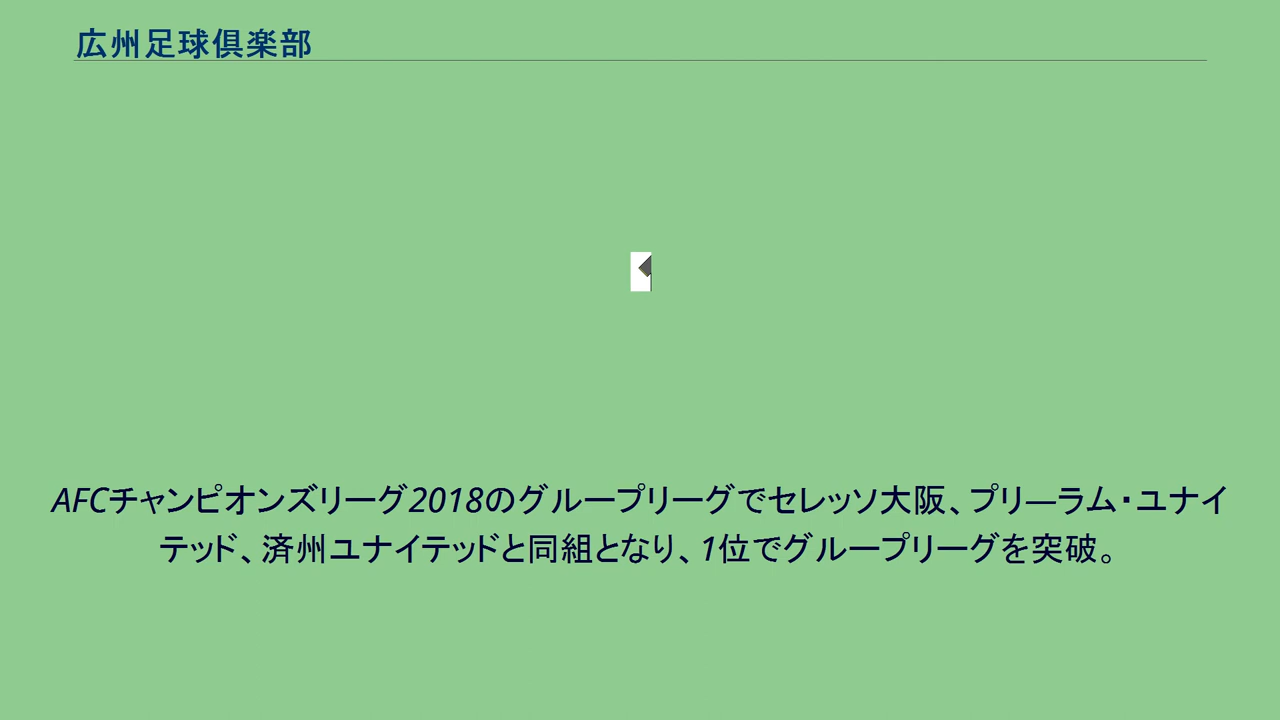 広州足球倶楽部
AFCチャンピオンズリーグ2018のグループリーグでセレッソ大阪、プリ―ラム・ユナイ
テッド、済州ユナイテッドと同組となり、1位でグループリーグを突破。